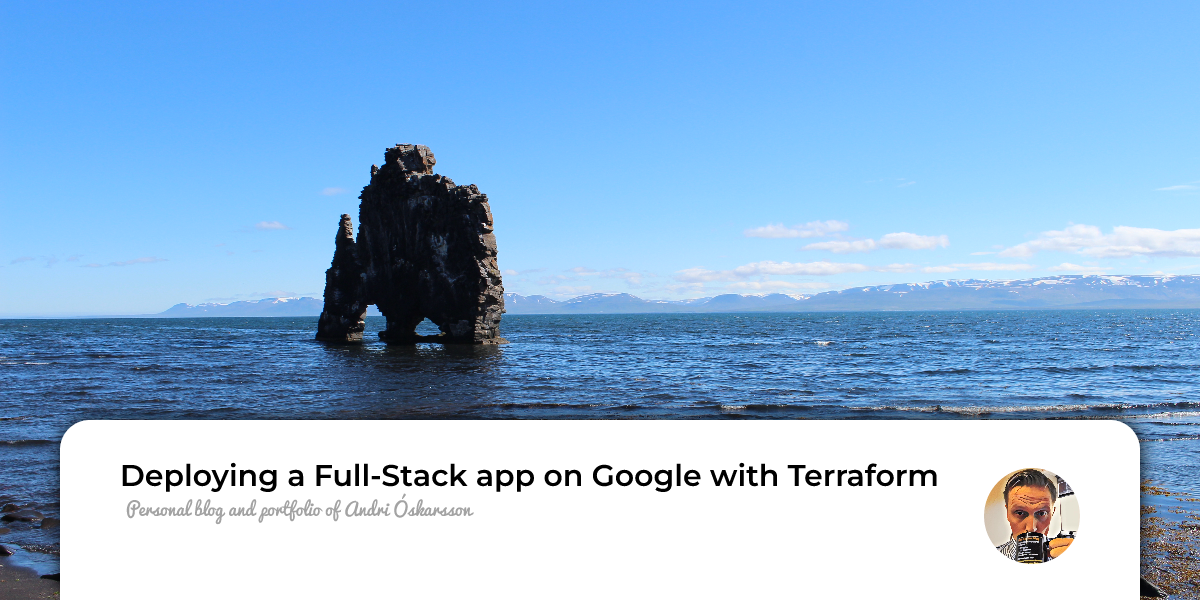 Deploying a Full-Stack app on Google with Terraform
Personal blog and portfolio of Andri Óskarsson